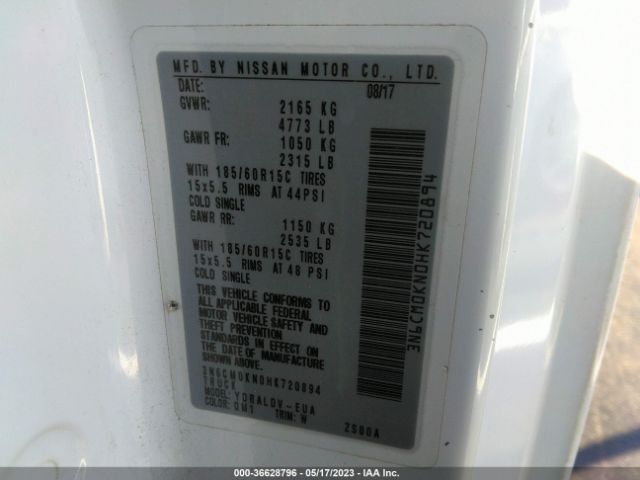 MFD. BY NISSAN MOTOR CO., LTD.
DATE: 08/17
GVWR: 2165 KG
4773 LB
GAWR FR: 1050 KG
2315 LB
WITH 185/60R15C TIRES
15x5.5 RIMS AT 44PSI
COLD SINGLE
GAWR RR: 1150 KG
2535 LB
WITH 185/60R15C TIRES
15x5.5 RIMS AT 48 PSI
COLD SINGLE
THIS VEHICLE CONFORMS TO
ALL APPLICABLE FEDERAL
MOTOR VEHICLE SAFETY AND
THEFT PREVENTION
STANDARDS IN EFFECT ON
THE DATE OF MANUFACTURE
SHOWN ABOVE.
3N6CM0KN0HK720894
TRUCK
MODEL: YDRALDV-EUA
COLOR: QM1 TRIM: W ZS00A
3N6CM0KN0HK720894
000-36628796 - 05/17/2023 - IAA Inc.